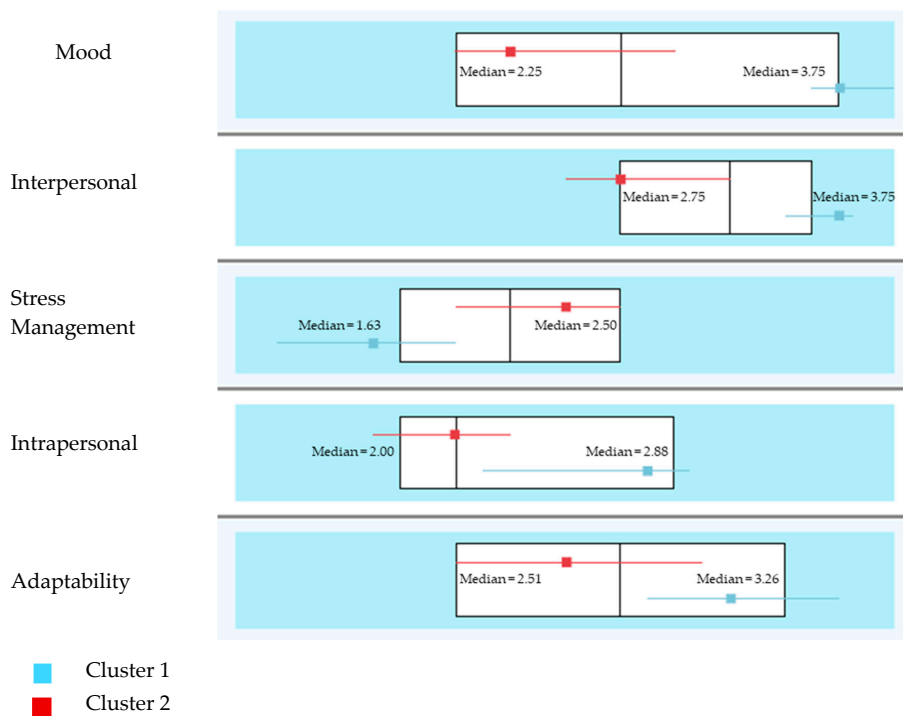 Mood
Median = 2.25
Median = 3.75
Interpersonal
Median = 2.75
Median = 3.75
Stress
Management
Median = 1.63
Median = 2.50
Intrapersonal
Median = 2.00
Median = 2.88
Adaptability
Median = 2.51
Median = 3.26
Cluster 1
Cluster 2